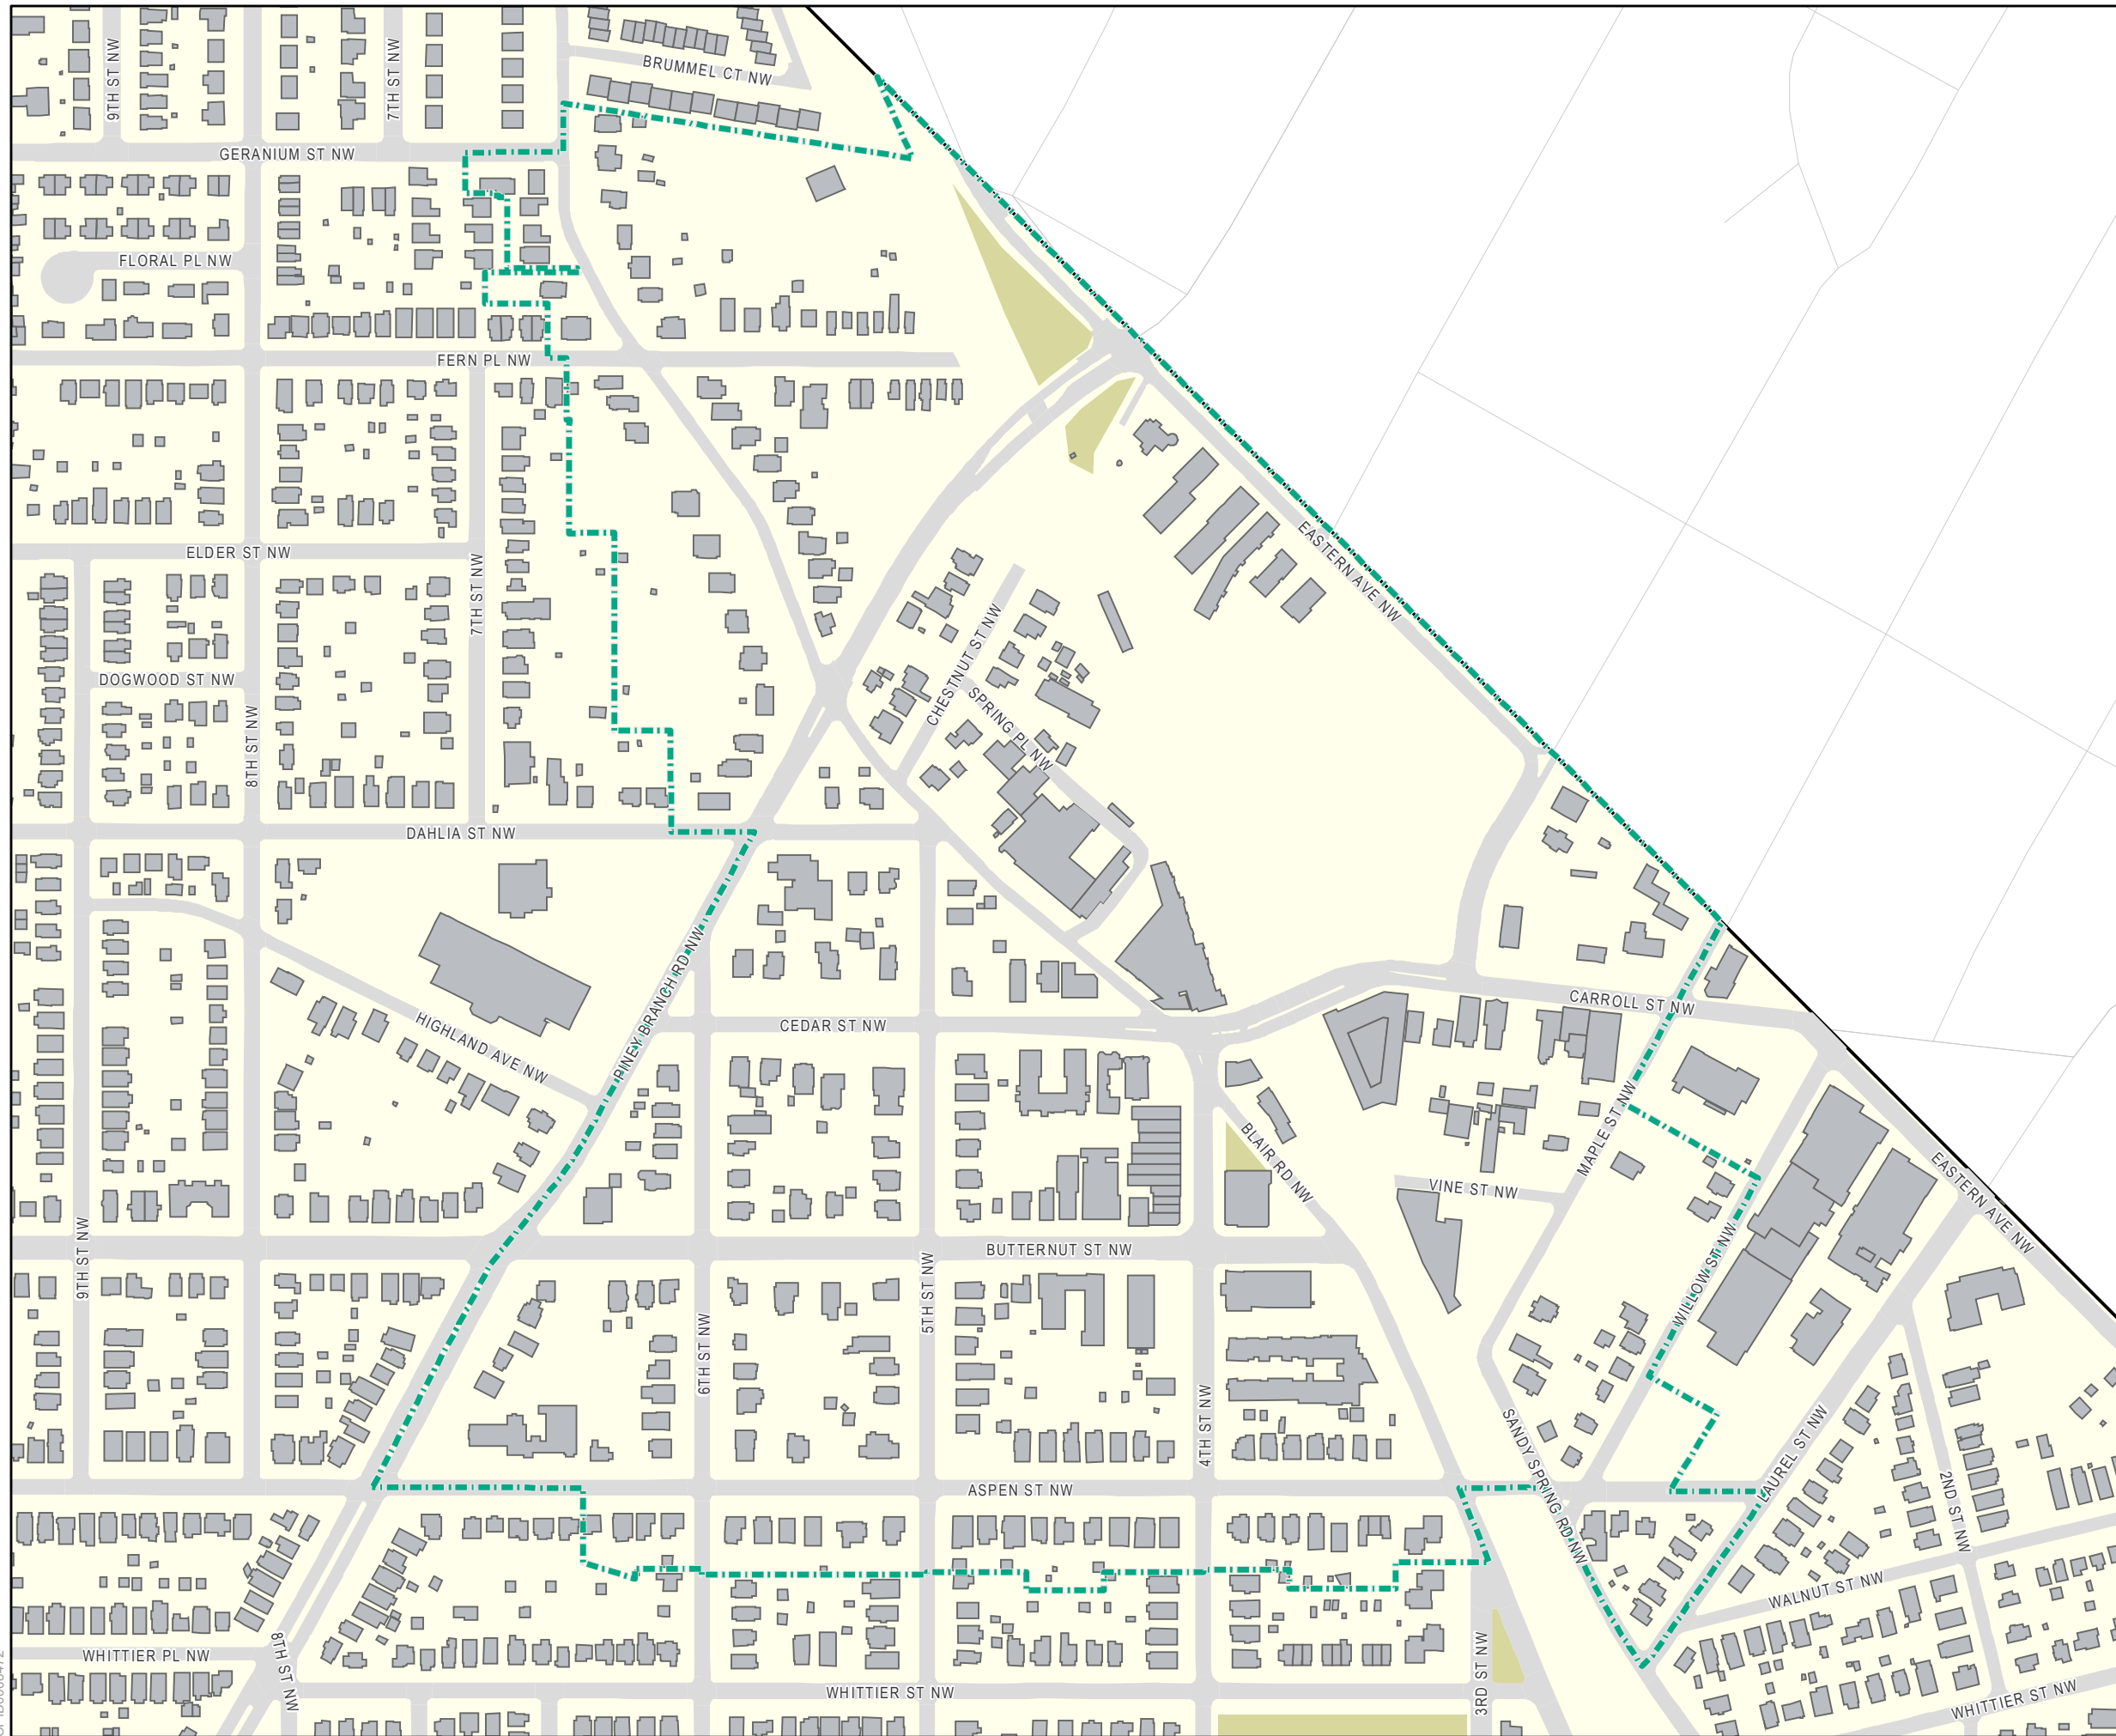 BRUMMEL CT NW
9TH ST NW
7TH ST NW
GERANIUM ST NW
FLORAL PL NW
FERN PL NW
EASTERN AVE NW
ELDER ST NW
7TH ST NW
CHESTNUT ST NW
DOGWOOD ST NW
SPRING PL NW
8TH ST NW
DAHLIA ST NW
PINEY BRANCH RD NW
CARROLL ST NW
CEDAR ST NW
HIGHLAND AVE NW
MAPLE ST NW
BLAIR RD NW
VINE ST NW
EASTERN AVE NW
WILLOW ST NW
9TH ST NW
BUTTERNUT ST NW
5TH ST NW
6TH ST NW
4TH ST NW
SANDY SPRING RD NW
LAUREL ST NW
ASPEN ST NW
2ND ST NW
WALNUT ST NW
WHITTIER PL NW
8TH ST NW
3RD ST NW
WHITTIER ST NW
WHITTIER ST NW